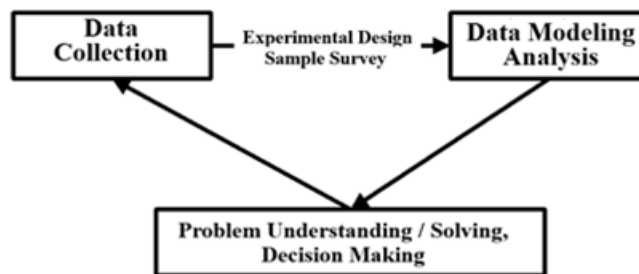 Data
Collection
Experimental Design
Sample Survey
Data Modeling
Analysis
Problem Understanding / Solving,
Decision Making